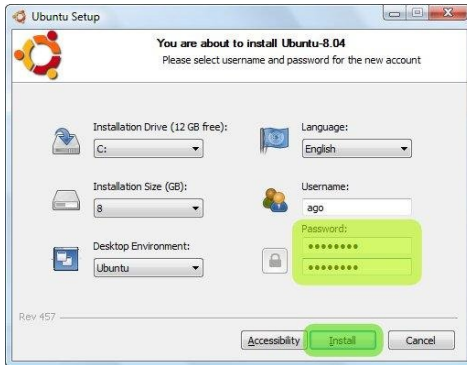 Ubuntu Setup
You are about to install Ubuntu-8.04
Please select username and password for the new account
Installation Drive (12 GB free):
C:
Language:
English
Installation Size (GB):
8
Username:
ago
Password:
••••••••
Desktop Environment:
Ubuntu
••••••••
Rev 457
Accessibility
Install
Cancel